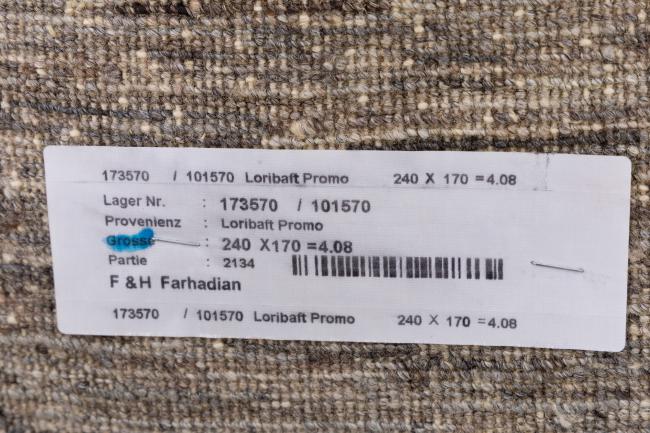 173570 / 101570 Loribaft Promo 240 X 170 =4.08
Lager Nr. : 173570 / 101570
Provenienz : Loribaft Promo
Grosse : 240 X170 =4.08
Partie : 2134
F & H Farhadian
173570 / 101570 Loribaft Promo 240 X 170 =4.08